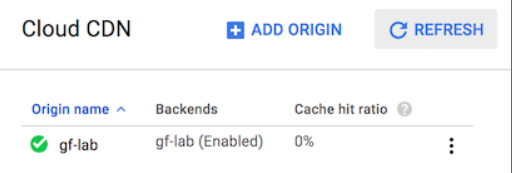 Cloud CDN ADD ORIGIN REFRESH
Origin name Backends Cache hit ratio
gf-lab gf-lab (Enabled) 0%